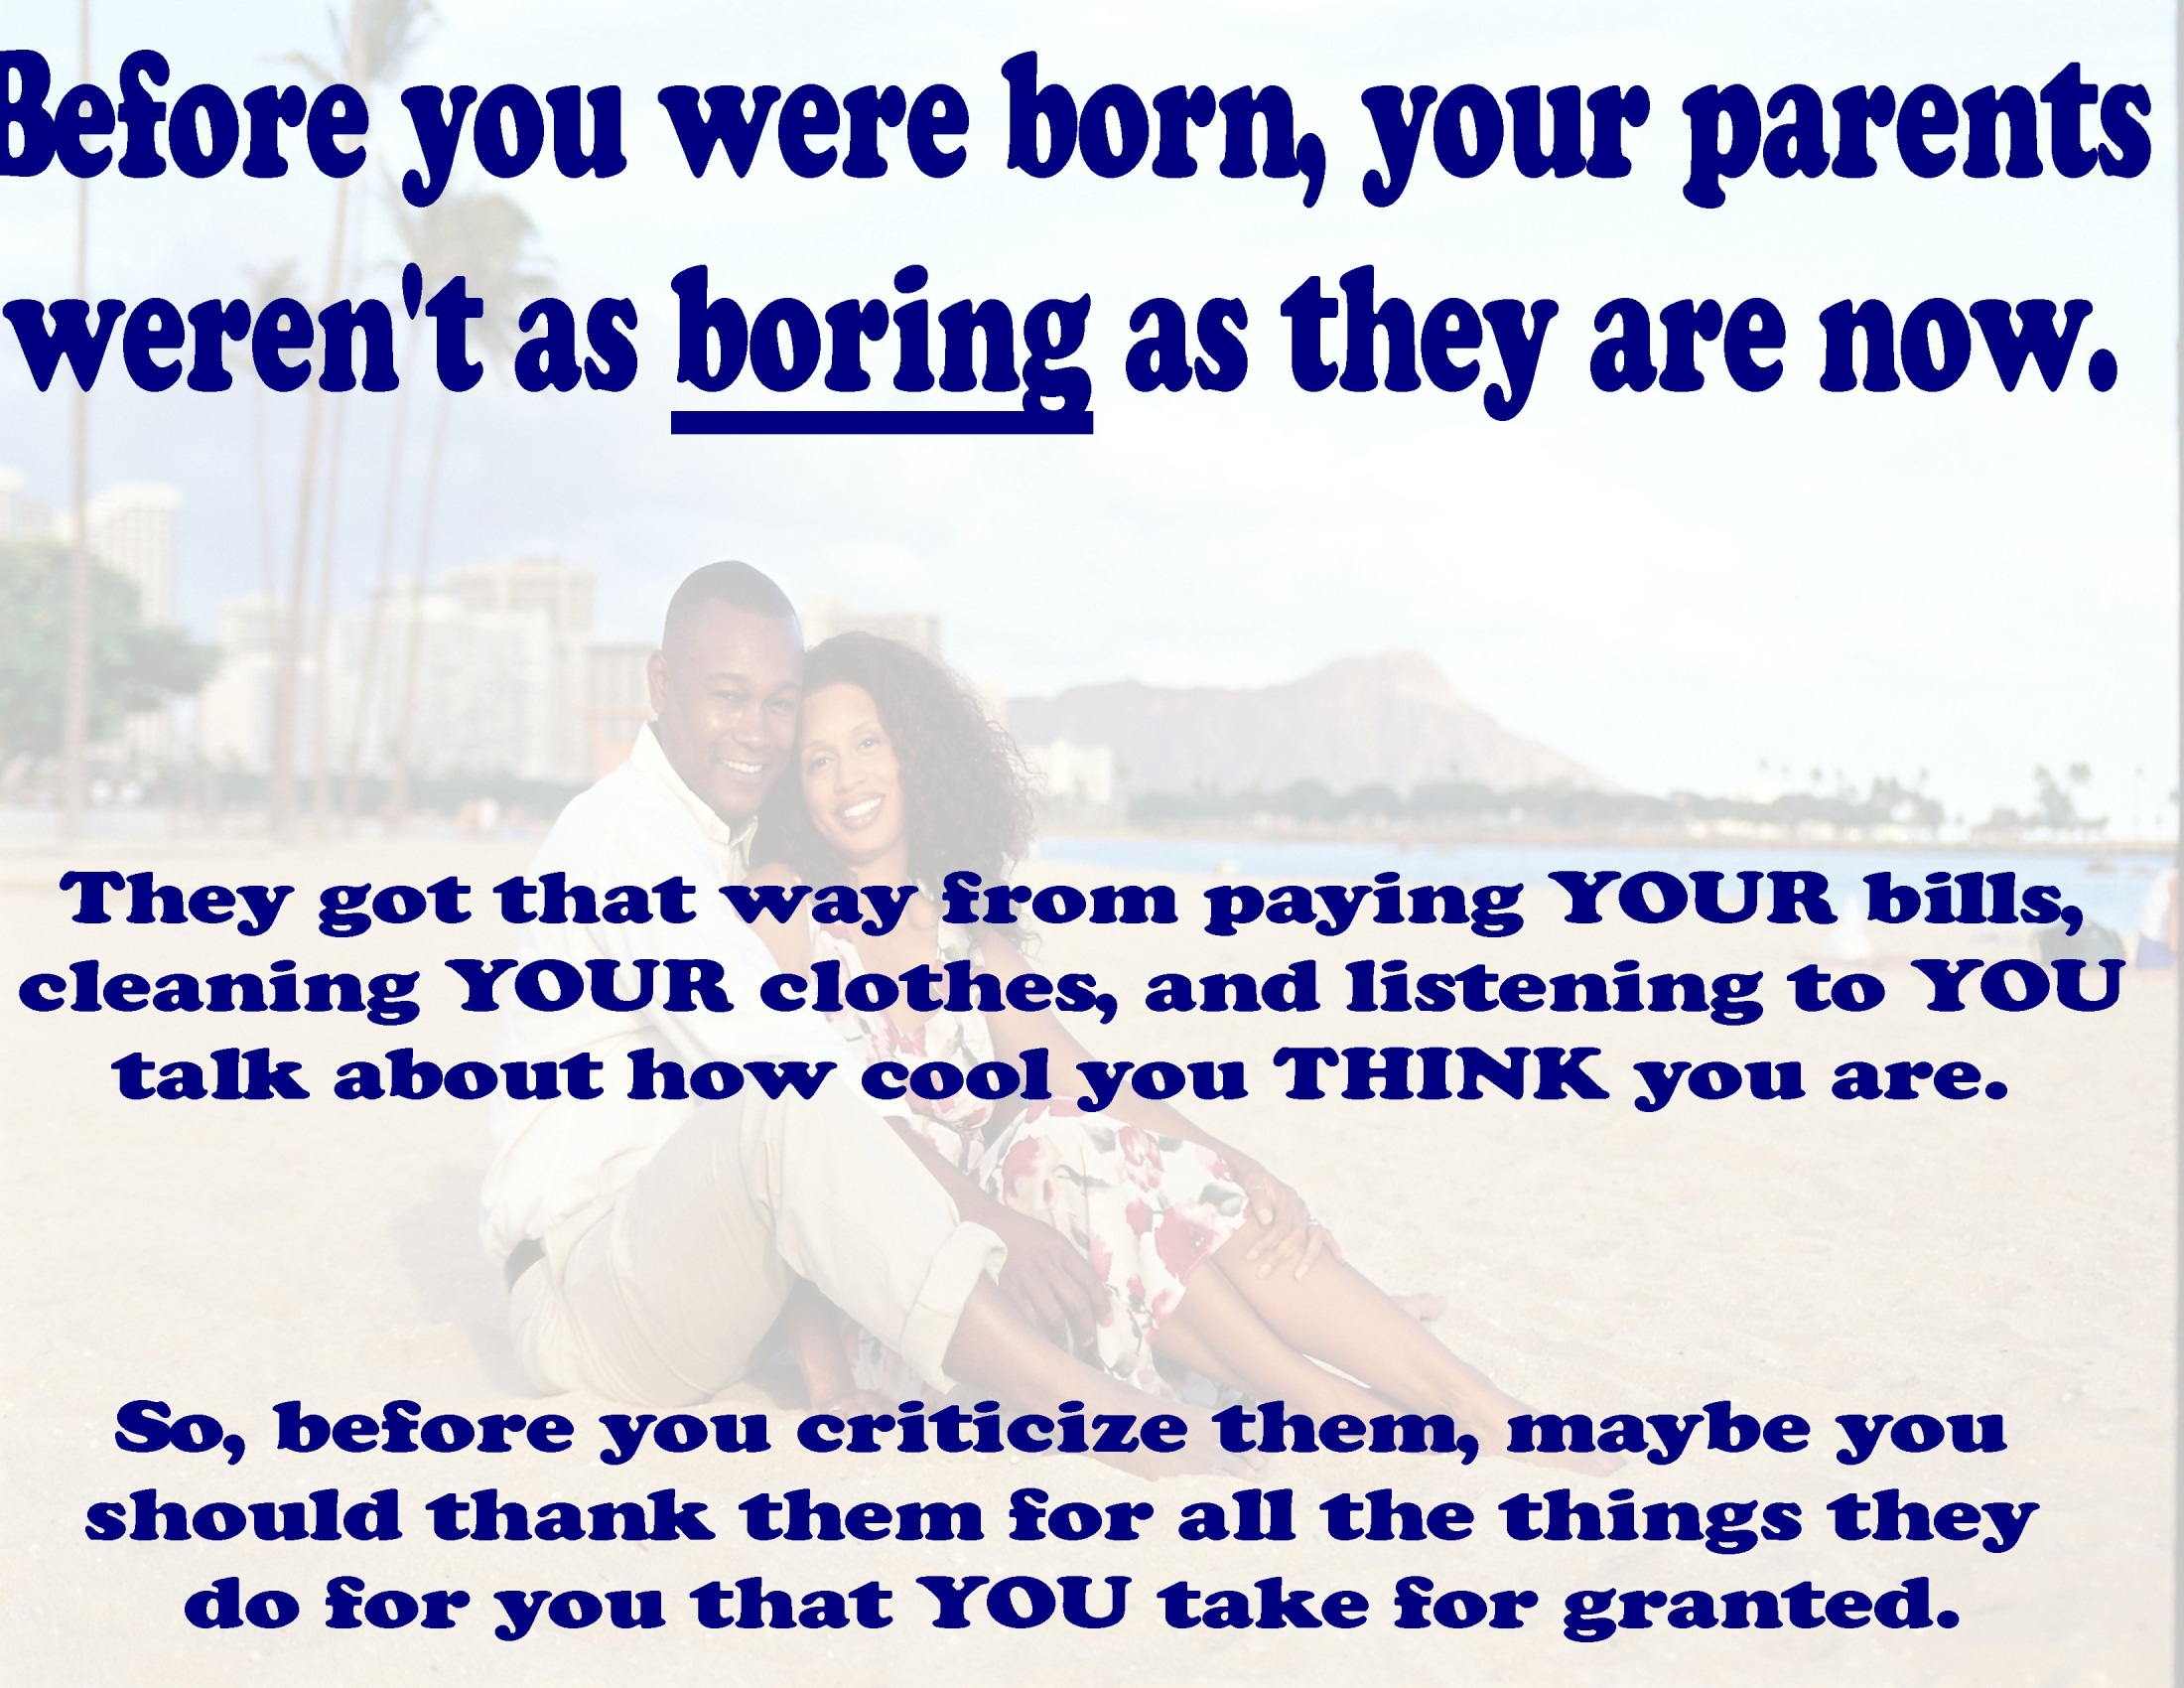 Before you were born, your parents
weren't as boring as they are now.
They got that way from paying YOUR bills,
cleaning YOUR clothes, and listening to YOU
talk about how cool you THINK you are.
So, before you criticize them, maybe you
should thank them for all the things they
do for you that YOU take for granted.